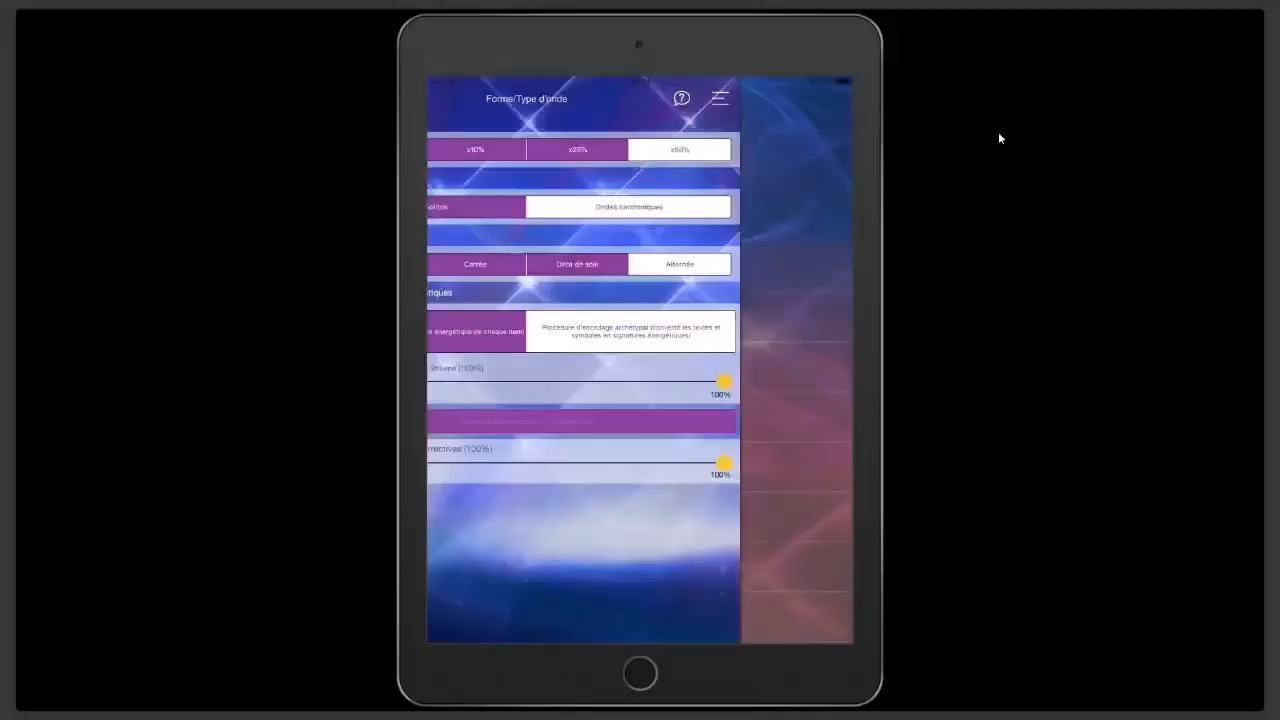 Forme/Type d'onde
x10% x25% x50%
Soliton Ondes harmoniques
Carrée Dent de scie Alternée
tiques
énergétique de chaque item)
Procédure d'encodage archétypal (convertit les textes et
symboles en signatures énergétiques)
Volume (100%)
100%
rrectives (100%)
100%